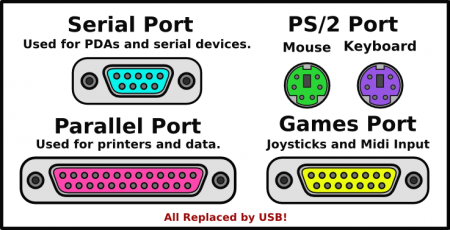 Serial Port
Used for PDAs and serial devices.
PS/2 Port
Mouse
Keyboard
Parallel Port
Used for printers and data.
Games Port
Joysticks and Midi Input
All Replaced by USB!